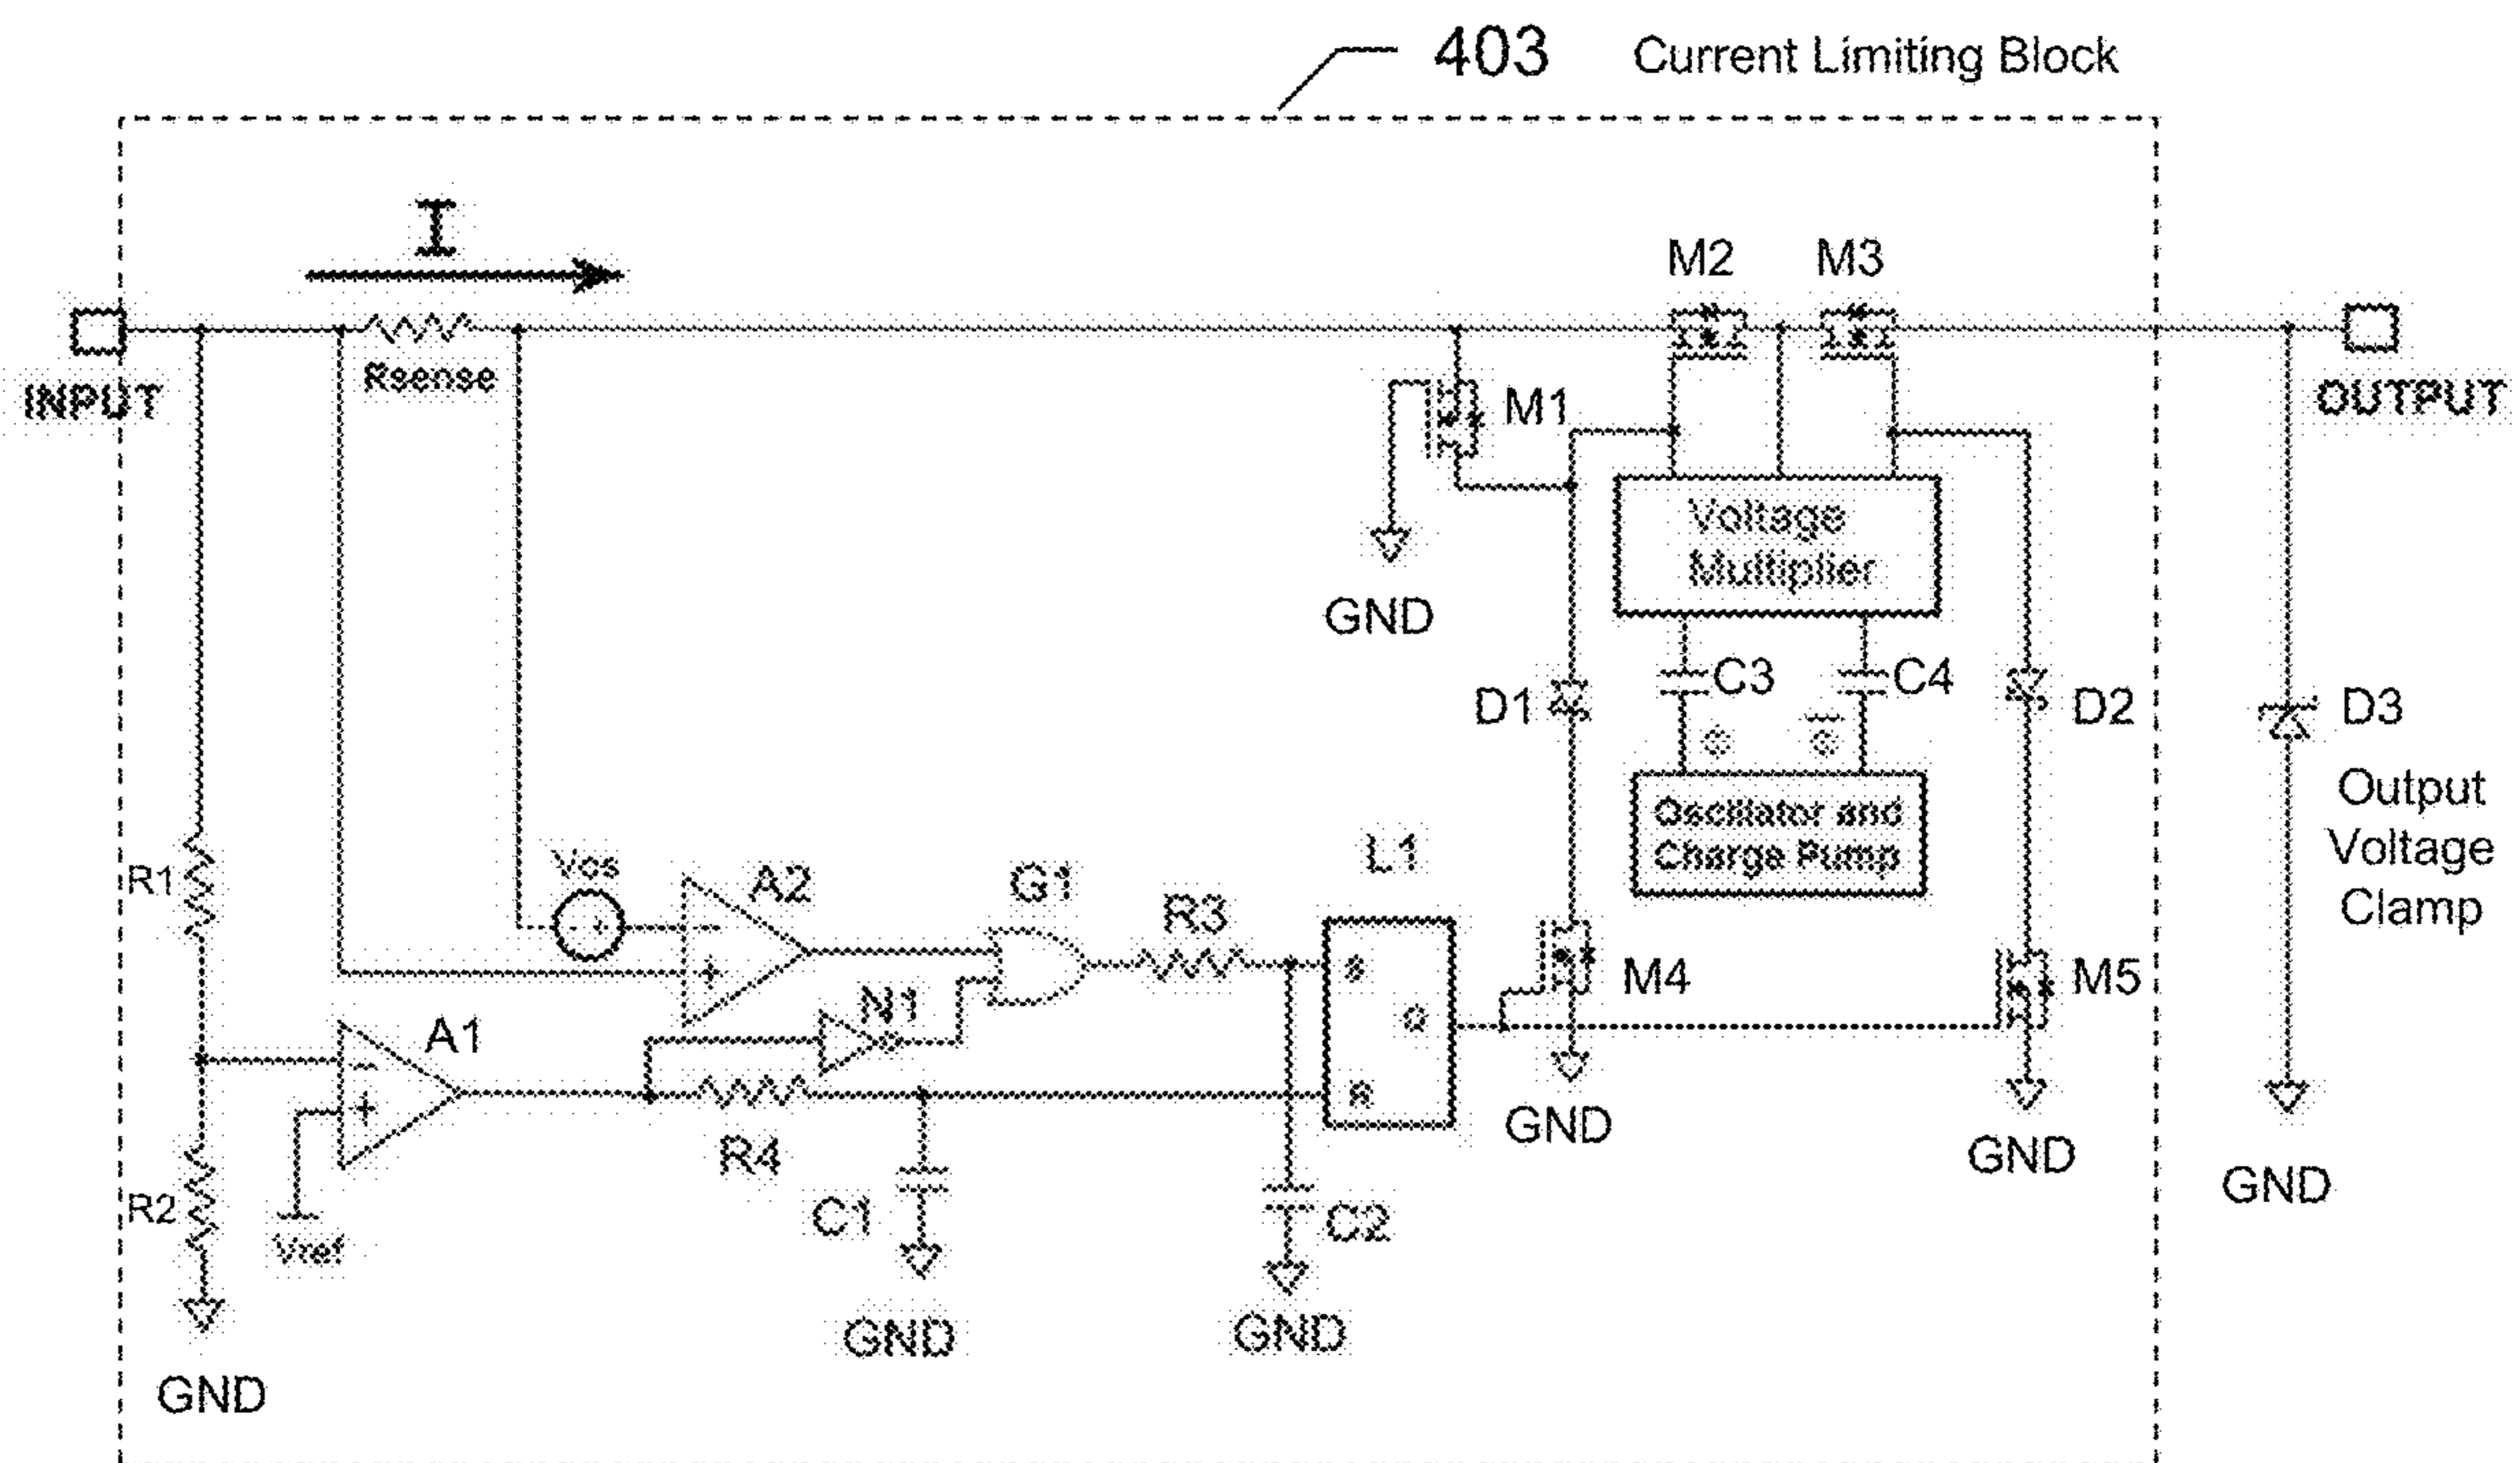 403 Current Limiting Block
I
M2
M3
INPUT
Rsense
M1
OUTPUT
Voltage
Multiplier
GND
C3
C4
D1
D2
D3
Output
Voltage
Clamp
Oscillator and
Charge Pump
R1
Vos
A2
G1
R3
L1
M4
M5
A1
N1
R4
C1
C2
R2
Vref
GND
GND
GND
GND
GND
GND